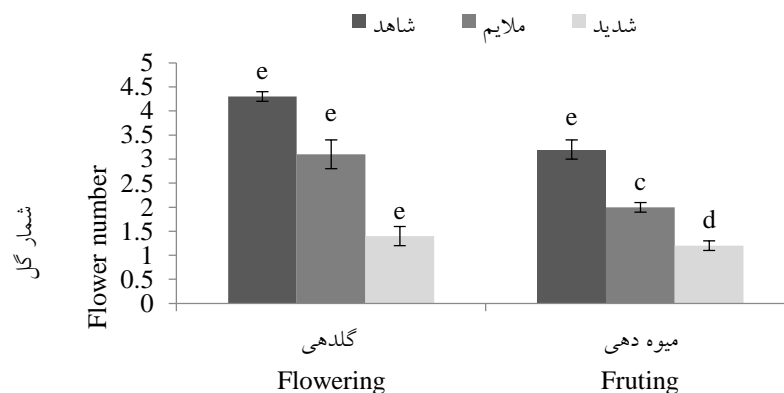 شاهد
ملایم
شدید
5
4.5
4
3.5
3
2.5
2
1.5
1
0.5
0
شمار گل
Flower number
e
e
e
e
c
d
گلدهی
میوه دهی
Flowering
Fruting